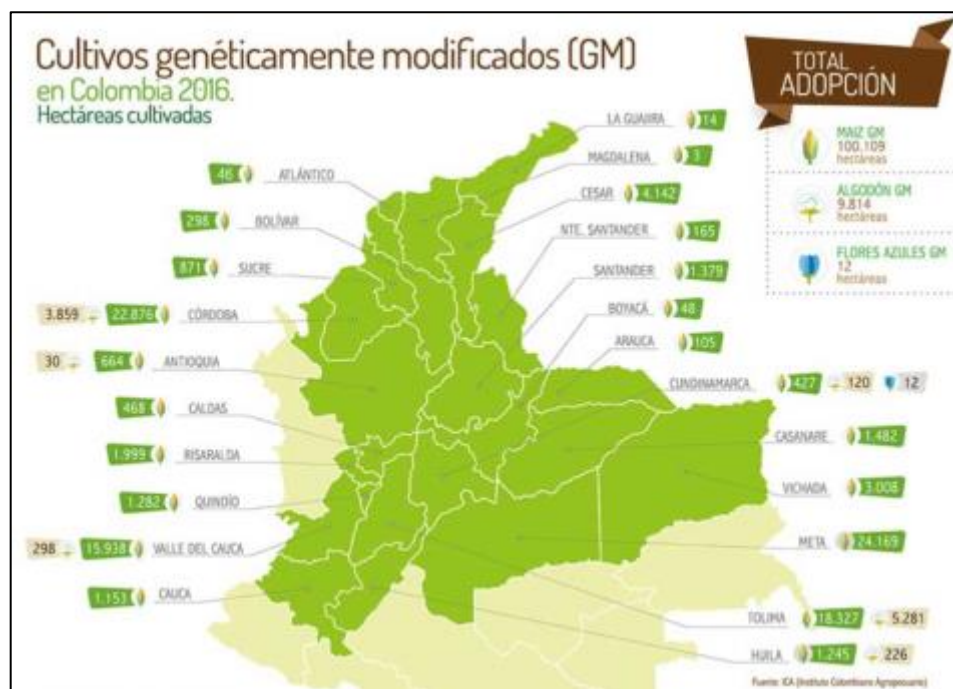 Cultivos genéticamente modificados (GM)
en Colombia 2016.
Hectáreas cultivadas
TOTAL
ADOPCIÓN
MAIZ GM
100.109
hectáreas
ALGODÓN GM
9.814
hectáreas
FLORES AZULES GM
12
hectáreas
LA GUAJIRA 14
MAGDALENA 3
CESAR 4.142
NTE. SANTANDER 165
SANTANDER 1.379
BOYACÁ 48
ARAUCA 105
CUNDINAMARCA 427 120 12
CASANARE 1.482
VICHADA 3.008
META 24.169
TOLIMA 18.327 5.281
HUILA 1.245 226
46 ATLÁNTICO
298 BOLÍVAR
871 SUCRE
3.859 22.876 CÓRDOBA
30 664 ANTIOQUIA
468 CALDAS
1.999 RISARALDA
1.282 QUINDÍO
298 15.938 VALLE DEL CAUCA
1.153 CAUCA
Fuente: ICA (Instituto Colombiano Agropecuario)